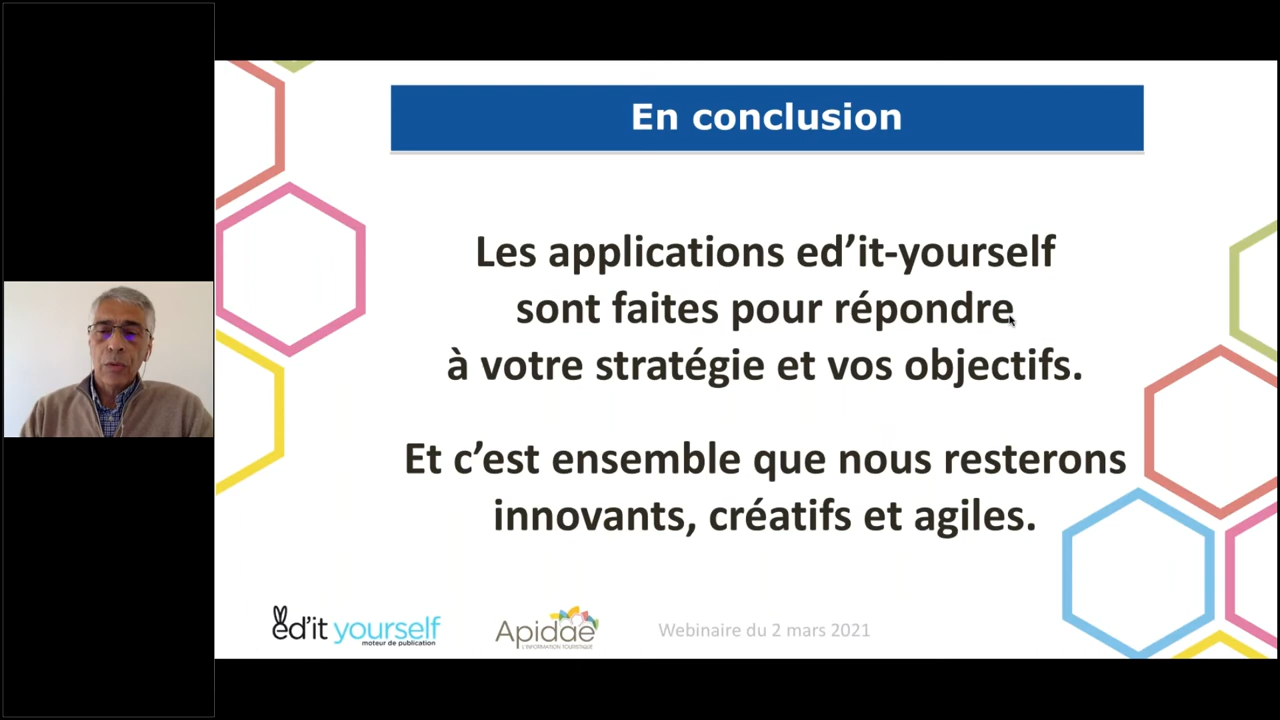 En conclusion
Les applications ed’it-yourself
sont faites pour répondre
à votre stratégie et vos objectifs.
Et c’est ensemble que nous resterons
innovants, créatifs et agiles.
ed’it yourself
moteur de publication
Apidae
L'INFORMATION TOURISTIQUE
Webinaire du 2 mars 2021